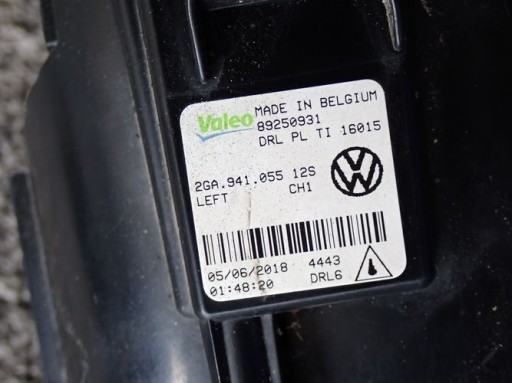 Valeo MADE IN BELGIUM
89250931
DRL PL TI 16015
2GA.941.055 12S
LEFT CH1
VW
05/06/2018 4443
01:48:20 DRL6